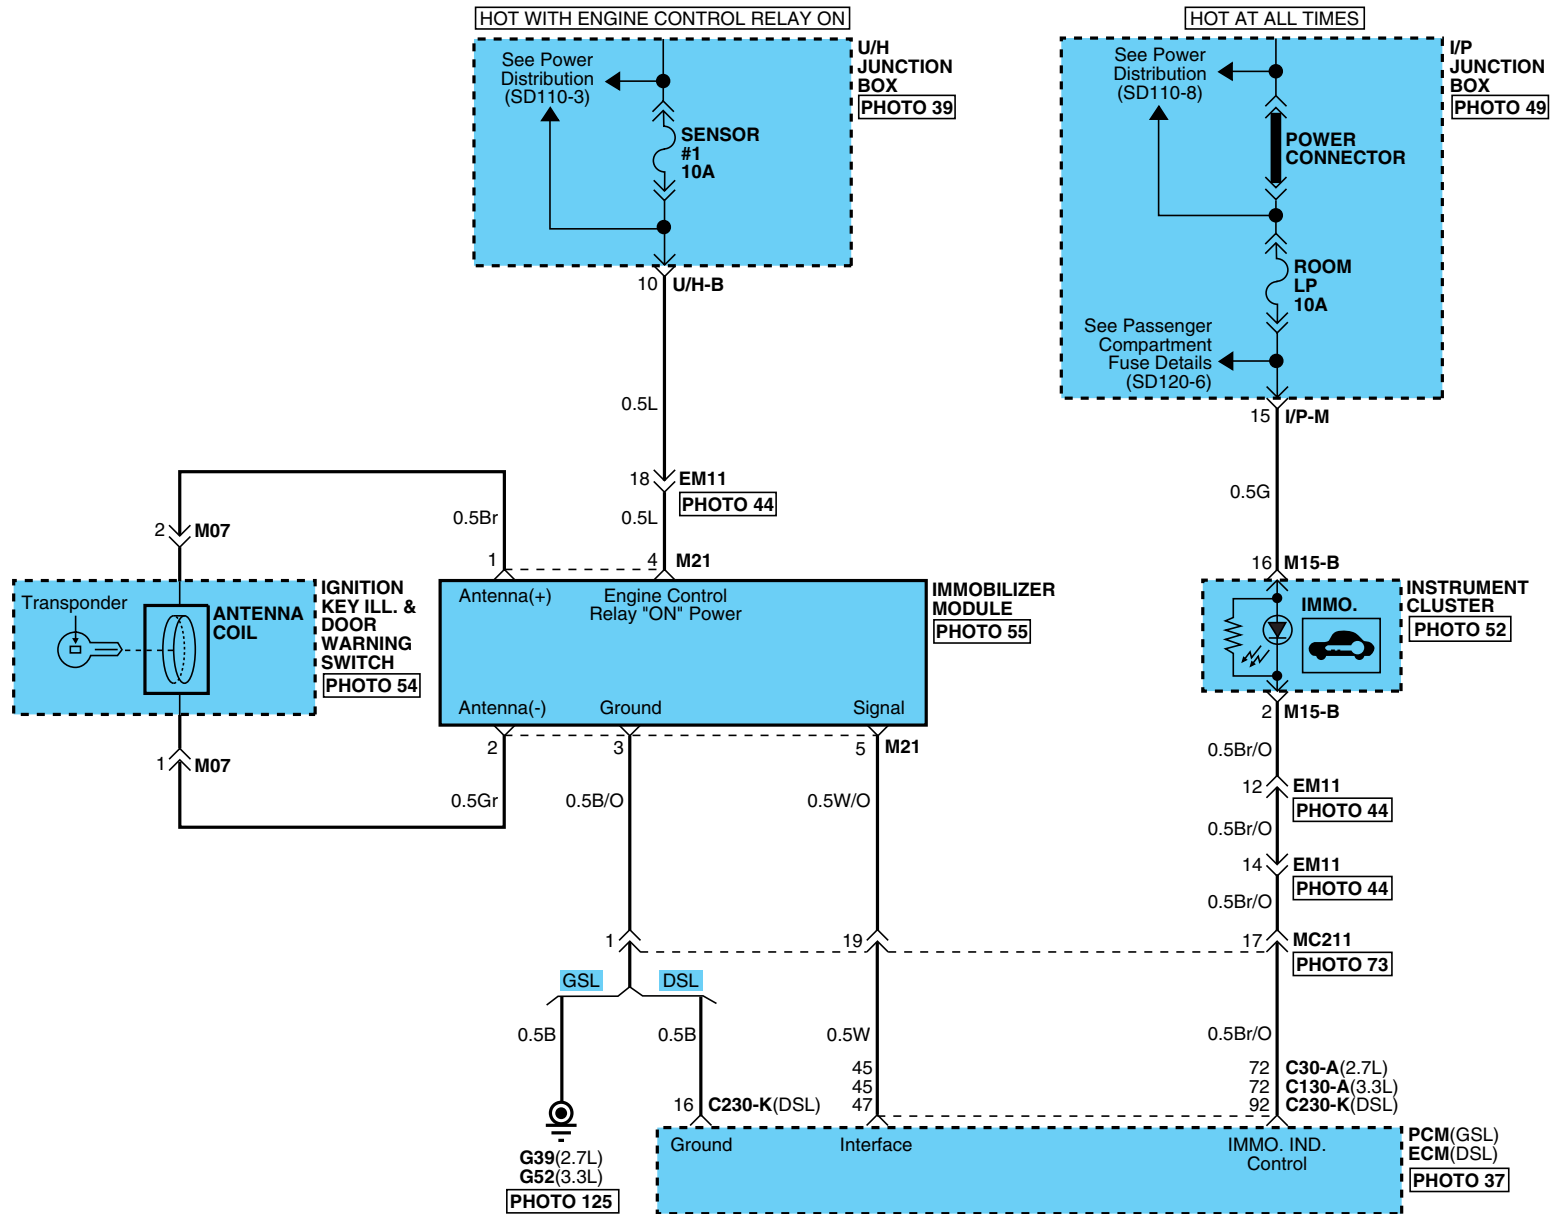 HOT WITH ENGINE CONTROL RELAY ON
HOT AT ALL TIMES
See Power
Distribution
(SD110-3)
SENSOR
#1
10A
U/H
JUNCTION
BOX
PHOTO 39
See Power
Distribution
(SD110-8)
POWER
CONNECTOR
ROOM
LP
10A
See Passenger
Compartment
Fuse Details
(SD120-6)
I/P
JUNCTION
BOX
PHOTO 49
10 U/H-B
15 I/P-M
0.5L
0.5G
18 EM11
PHOTO 44
0.5Br
0.5L
2 M07
1
4 M21
16 M15-B
Transponder
ANTENNA
COIL
IGNITION
KEY ILL. &
DOOR
WARNING
SWITCH
PHOTO 54
Antenna(+)
Engine Control
Relay "ON" Power
Antenna(-)
Ground
Signal
IMMOBILIZER
MODULE
PHOTO 55
IMMO.
INSTRUMENT
CLUSTER
PHOTO 52
2 M15-B
1 M07
2
3
5 M21
0.5Br/O
0.5Gr
0.5B/O
0.5W/O
12 EM11
PHOTO 44
0.5Br/O
14 EM11
PHOTO 44
0.5Br/O
1
19
17 MC211
PHOTO 73
GSL
DSL
0.5B
0.5B
0.5W
0.5Br/O
45
45
47
72 C30-A(2.7L)
72 C130-A(3.3L)
92 C230-K(DSL)
16 C230-K(DSL)
G39(2.7L)
G52(3.3L)
PHOTO 125
Ground
Interface
IMMO. IND.
Control
PCM(GSL)
ECM(DSL)
PHOTO 37